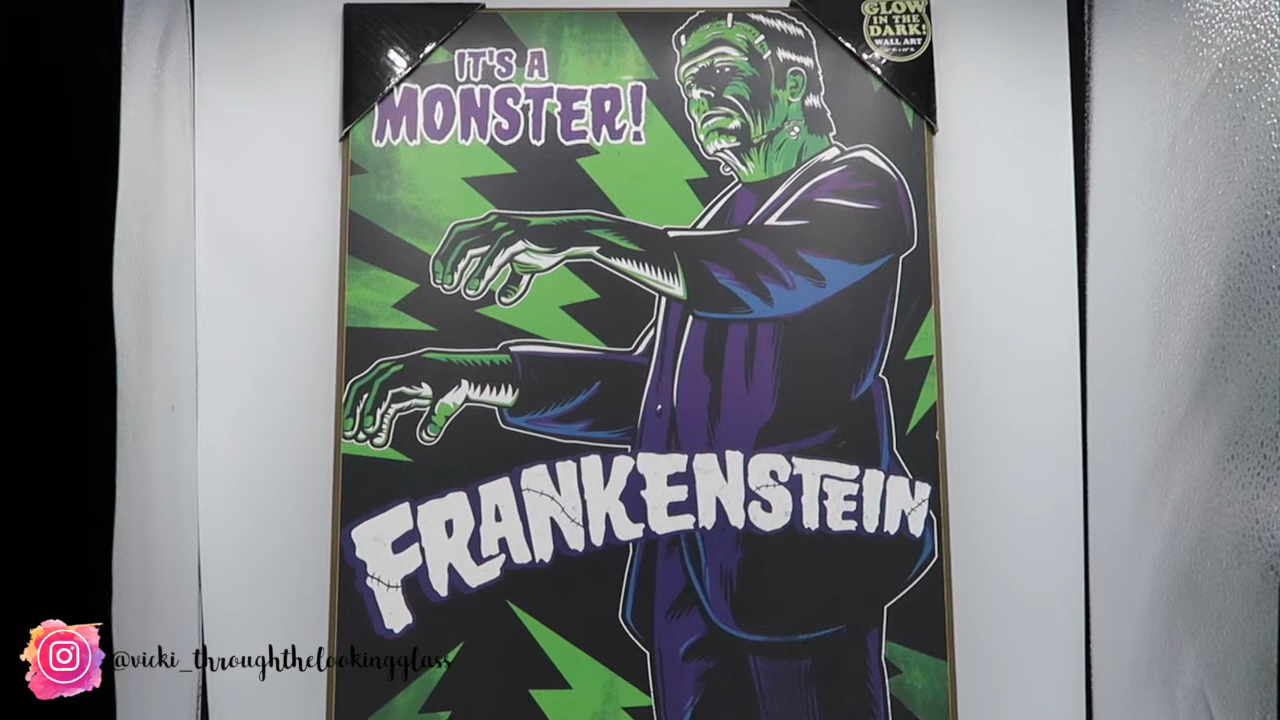 IT'S A
MONSTER!
GLOW
IN THE
DARK!
WALL ART
FRANKENSTEIN
@vicki_throughthelookingglass